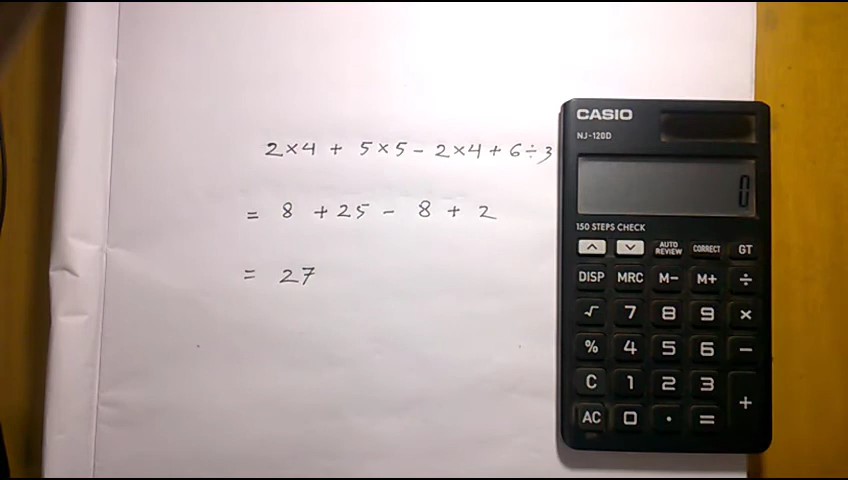 2×4 + 5×5 - 2×4 + 6÷3
= 8 + 25 - 8 + 2
= 27
CASIO
NJ-120D
0
150 STEPS CHECK
AUTO REVIEW CORRECT GT
DISP MRC M− M+ ÷
√ 7 8 9 ×
% 4 5 6 −
C 1 2 3
+
AC 0 . =